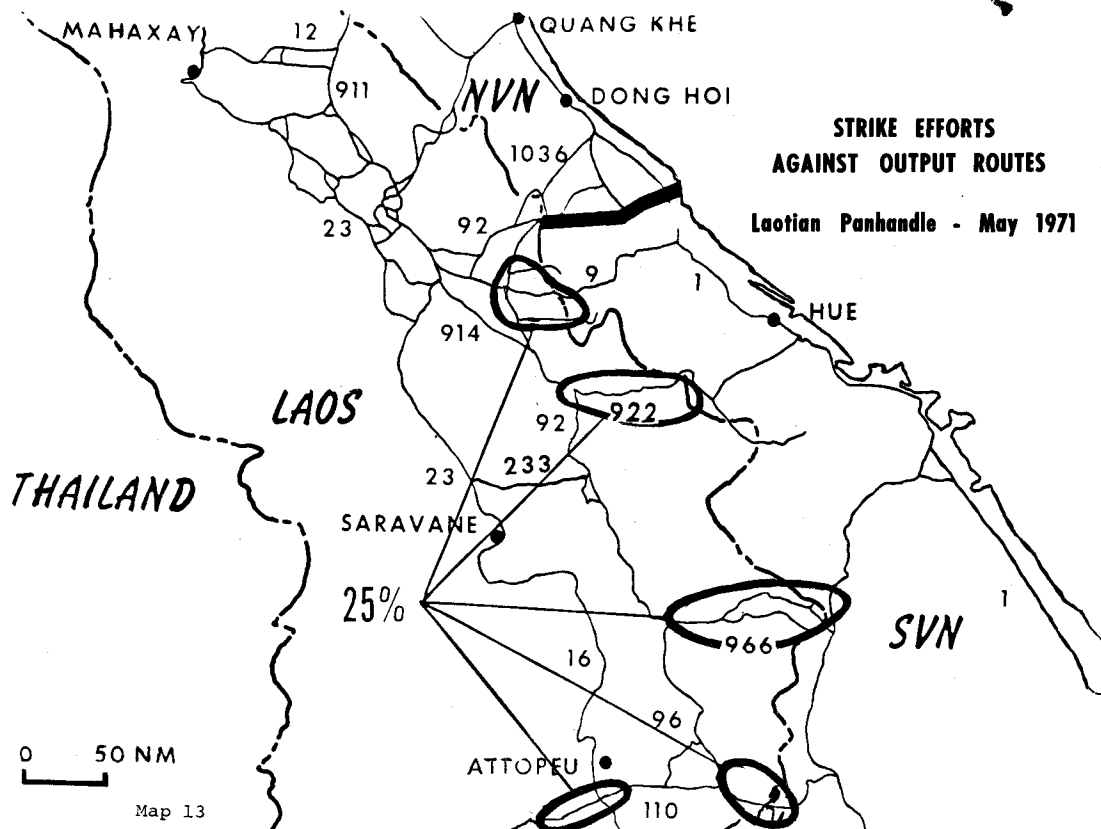 MAHAXAY
12
QUANG KHE
911
NVN
DONG HOI
STRIKE EFFORTS
AGAINST OUTPUT ROUTES
Laotian Panhandle - May 1971
1036
23
92
9
1
HUE
914
LAOS
922
92
THAILAND
23
233
SARAVANE
25%
1
966
SVN
16
96
0 50 NM
ATTOPEU
110
Map 13